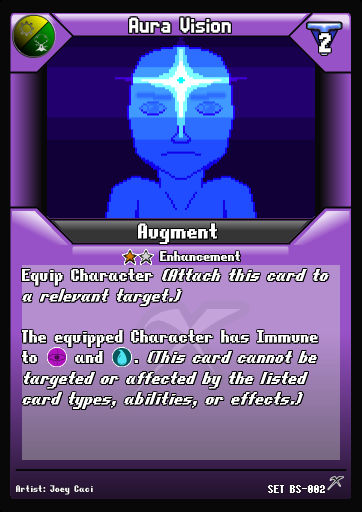 Aura Vision
2
Augment
Enhancement
Equip Character (Attach this card to
a relevant target.)
The equipped Character has Immune
to and . (This card cannot be
targeted or affected by the listed
card types, abilities, or effects.)
Artist: Joey Caci
SET BS-002